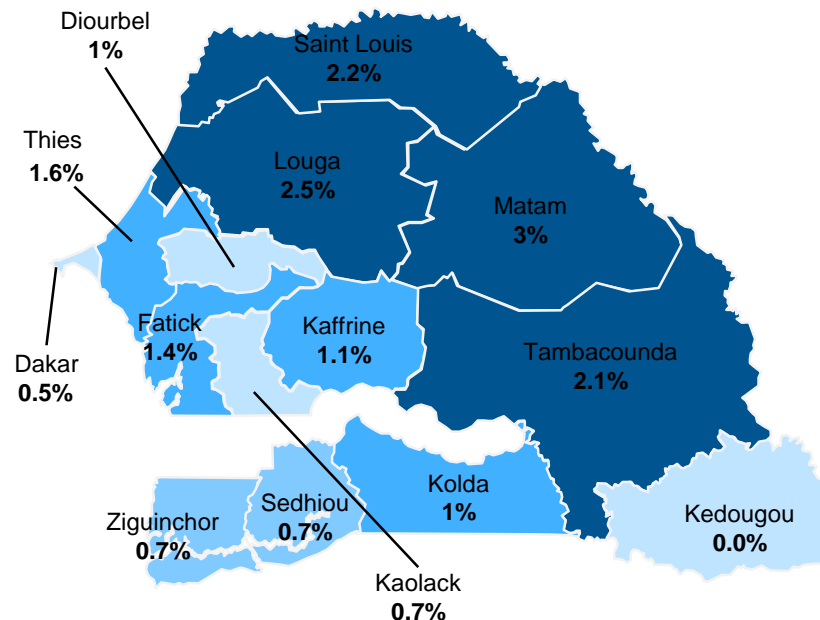 Diourbel
1%
Saint Louis
2.2%
Thies
1.6%
Louga
2.5%
Matam
3%
Fatick
1.4%
Kaffrine
1.1%
Tambacounda
2.1%
Dakar
0.5%
Kolda
1%
Sedhiou
0.7%
Ziguinchor
0.7%
Kedougou
0.0%
Kaolack
0.7%